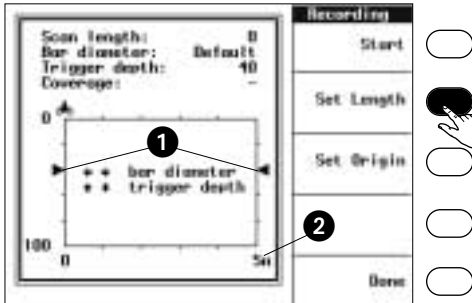 Recording
Scan length: 0
Bar diameter: Default
Trigger depth: 40
Coverage: -
Start
Set Length
Set Origin
Done
0
1
bar diameter
trigger depth
2
100
0
5m